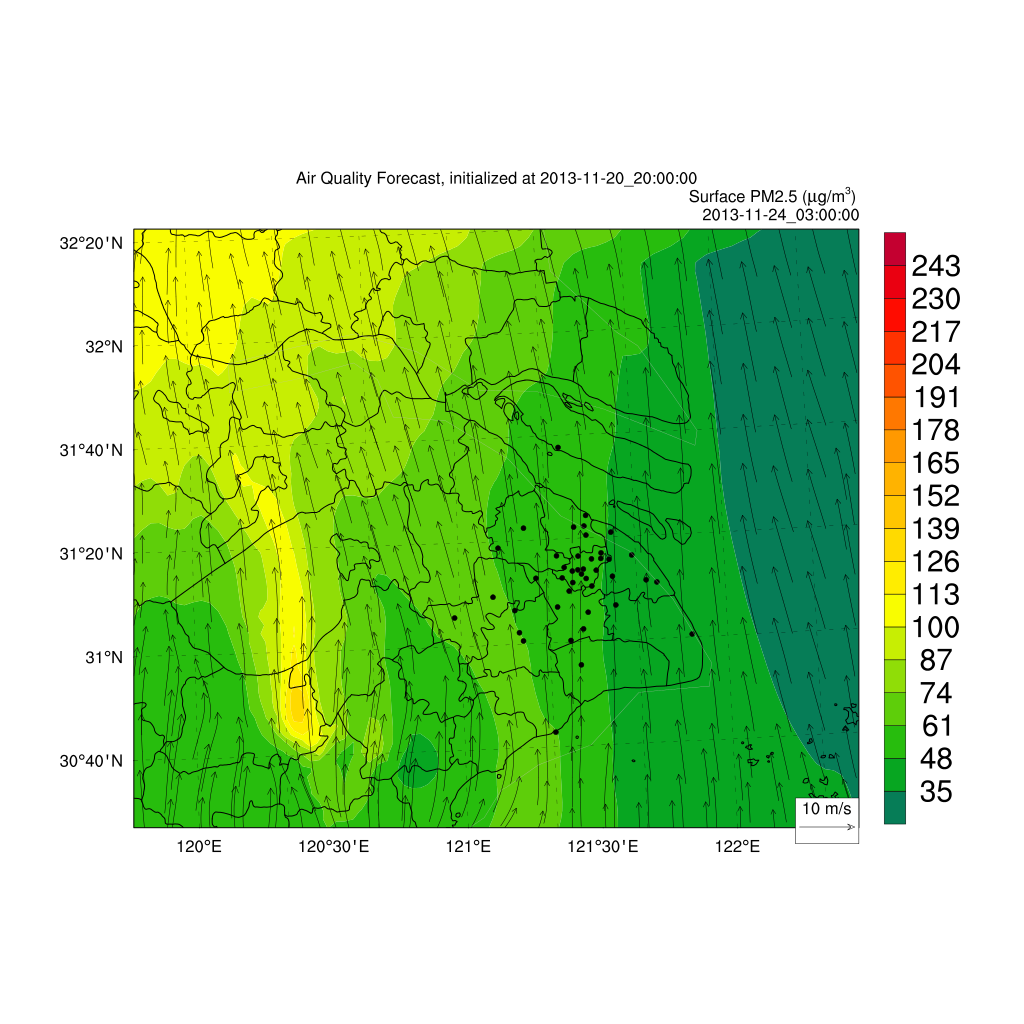 Air Quality Forecast, initialized at 2013-11-20_20:00:00
Surface PM2.5 (µg/m³)
2013-11-24_03:00:00
32°20'N
32°N
31°40'N
31°20'N
31°N
30°40'N
120°E
120°30'E
121°E
121°30'E
122°E
10 m/s
243
230
217
204
191
178
165
152
139
126
113
100
87
74
61
48
35